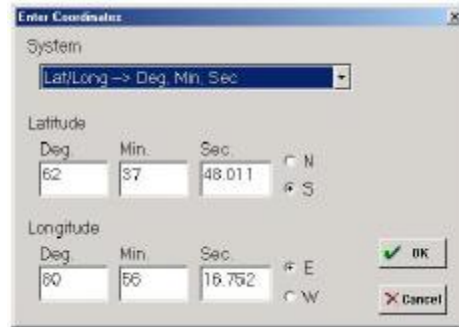 Enter Coordinates
System
Lat/Long --> Deg, Min, Sec
Latitude
Deg. Min. Sec.
62 37 48.011
N
S
Longitude
Deg. Min. Sec.
80 56 16.752
E
W
OK
Cancel